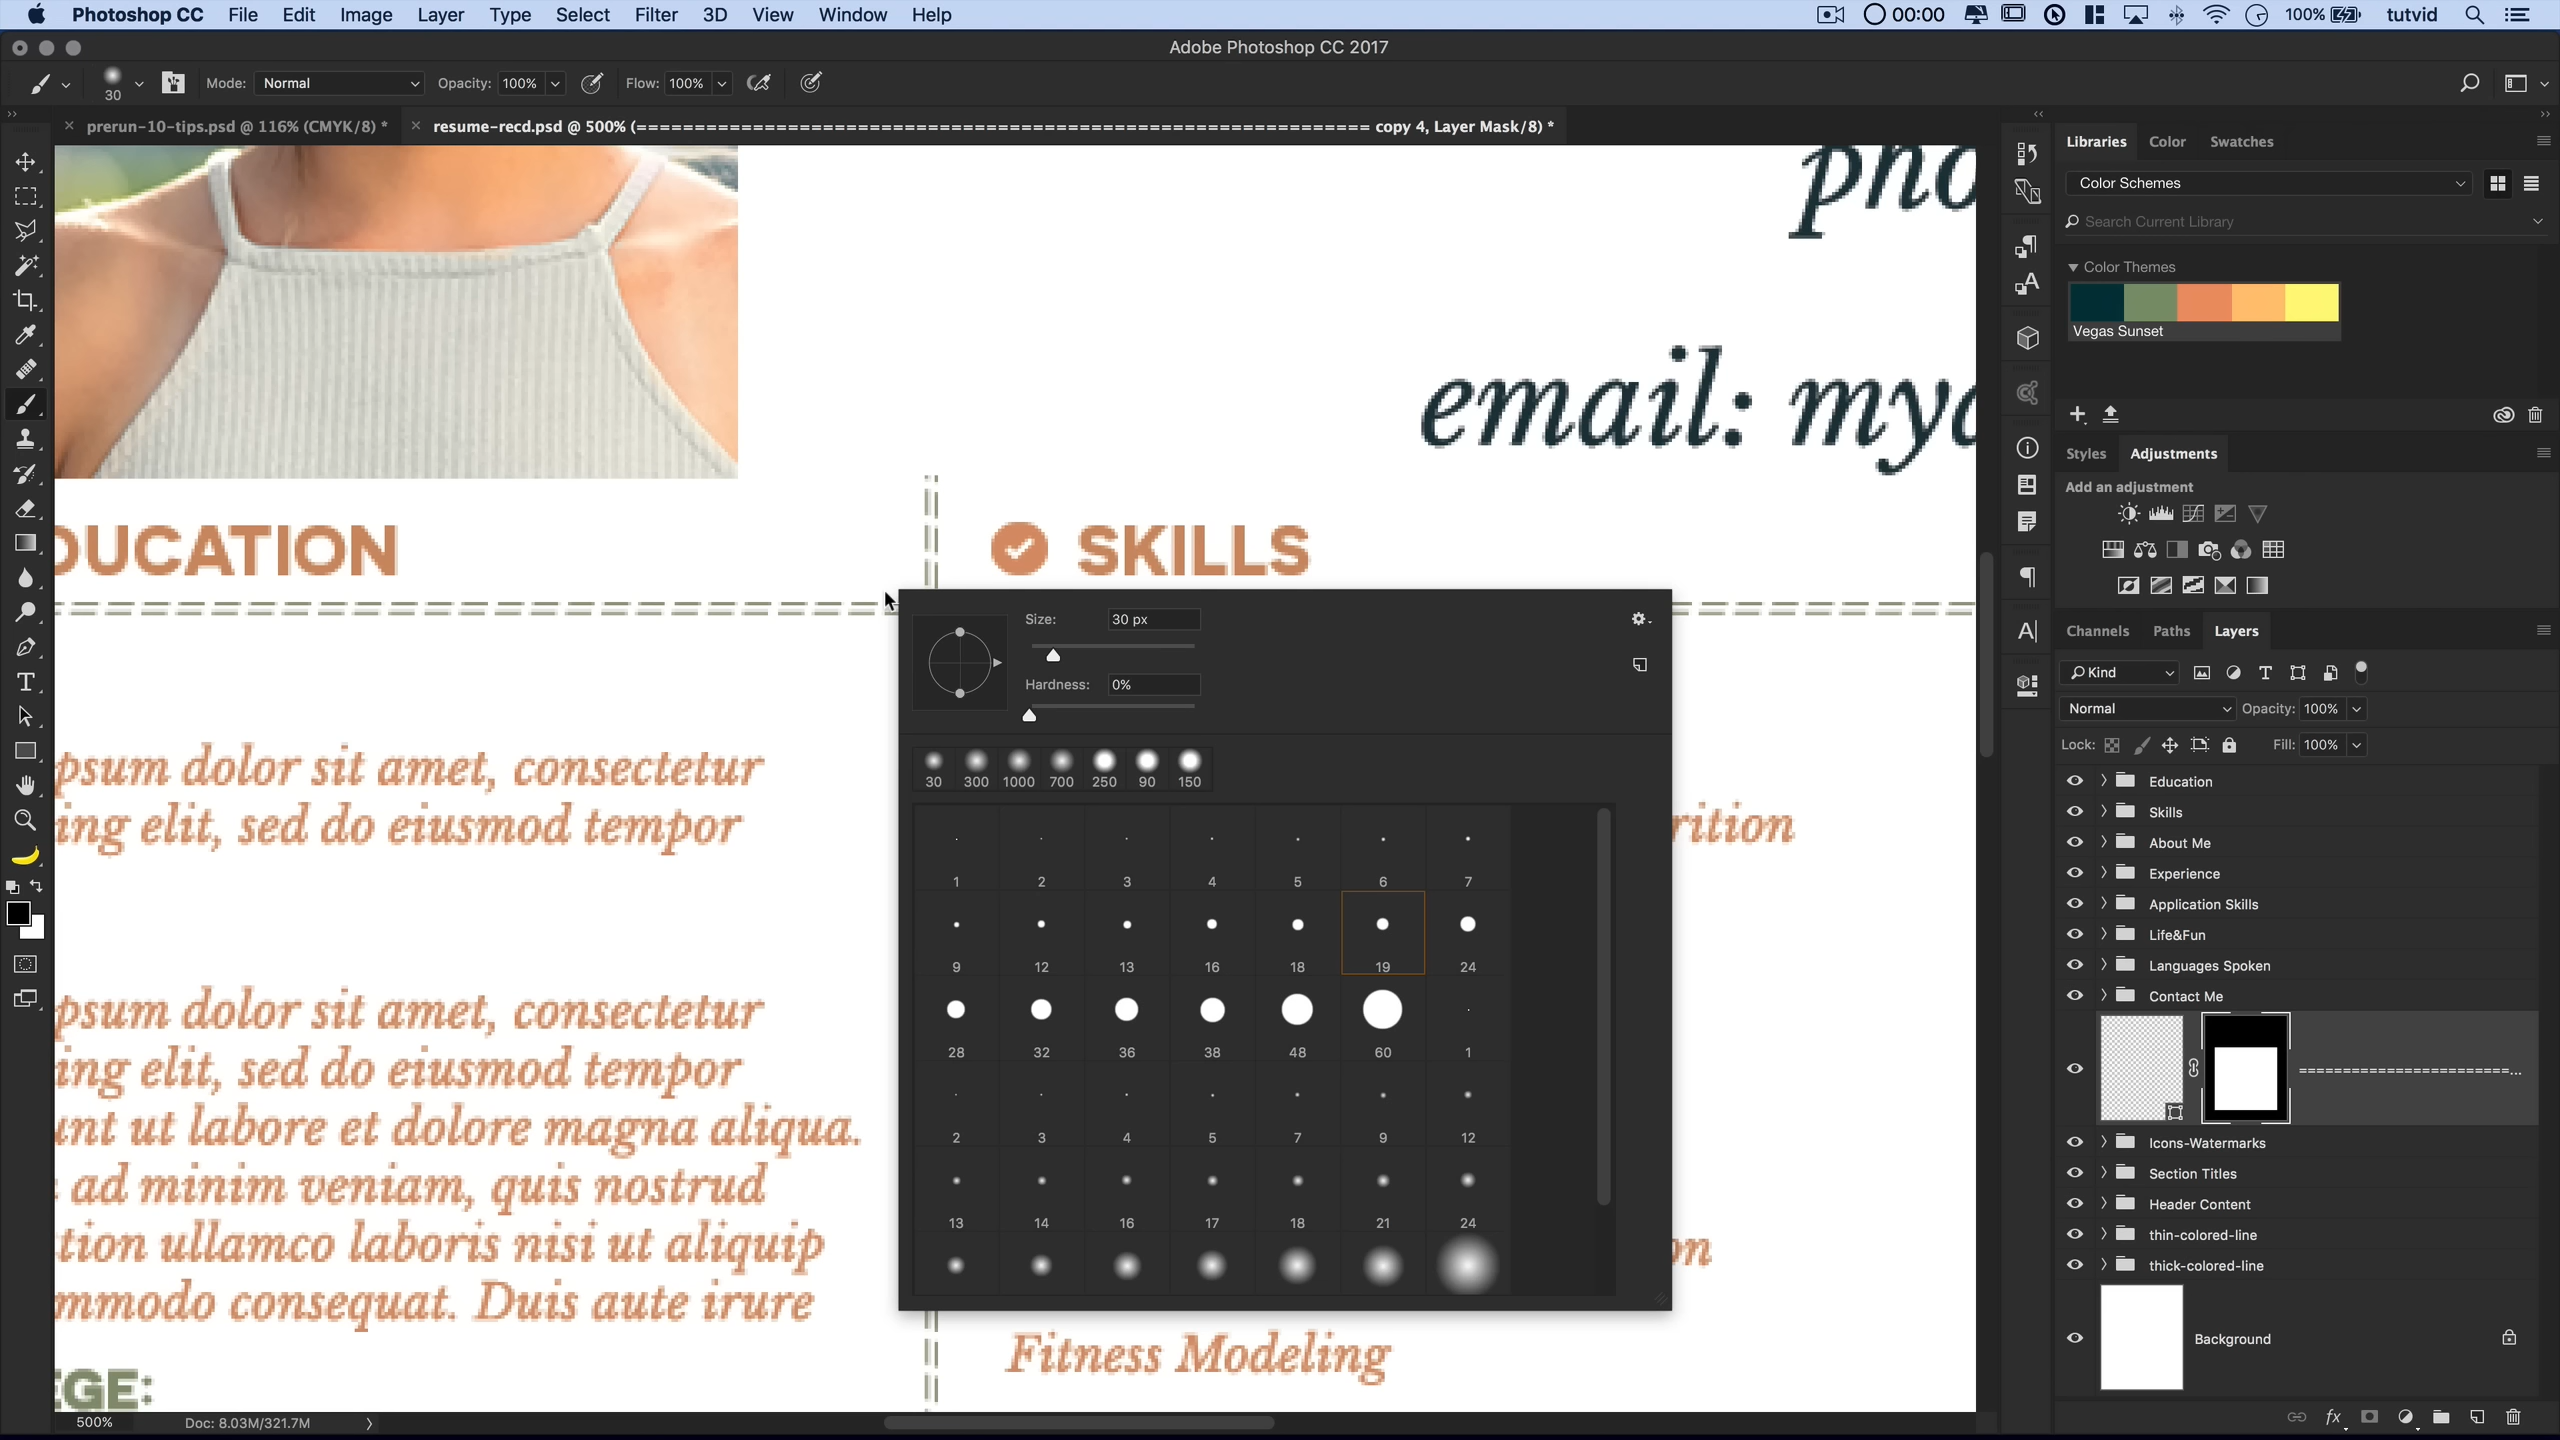 Photoshop CC File Edit Image Layer Type Select Filter 3D View Window Help 00:00 100% tutvid
Adobe Photoshop CC 2017
30 Mode: Normal Opacity: 100% Flow: 100%
prerun-10-tips.psd @ 116% (CMYK/8) *
resume-recd.psd @ 500% (================================================================ copy 4, Layer Mask/8) *
pho
email: myc
DUCATION
SKILLS
psum dolor sit amet, consectetur
ing elit, sed do eiusmod tempor
rition
psum dolor sit amet, consectetur
ing elit, sed do eiusmod tempor
unt ut labore et dolore magna aliqua.
ad minim veniam, quis nostrud
tion ullamco laboris nisi ut aliquip
on
mmodo consequat. Duis aute irure
Fitness Modeling
EGE:
Size: 30 px
Hardness: 0%
30 300 1000 700 250 90 150
1 2 3 4 5 6 7
9 12 13 16 18 19 24
28 32 36 38 48 60 1
2 3 4 5 7 9 12
13 14 16 17 18 21 24
500% Doc: 8.03M/321.7M
Libraries Color Swatches
Color Schemes
Search Current Library
Color Themes
Vegas Sunset
Styles Adjustments
Add an adjustment
Channels Paths Layers
Kind
Normal Opacity: 100%
Lock: Fill: 100%
Education
Skills
About Me
Experience
Application Skills
Life&Fun
Languages Spoken
Contact Me
========================...
Icons-Watermarks
Section Titles
Header Content
thin-colored-line
thick-colored-line
Background
fx